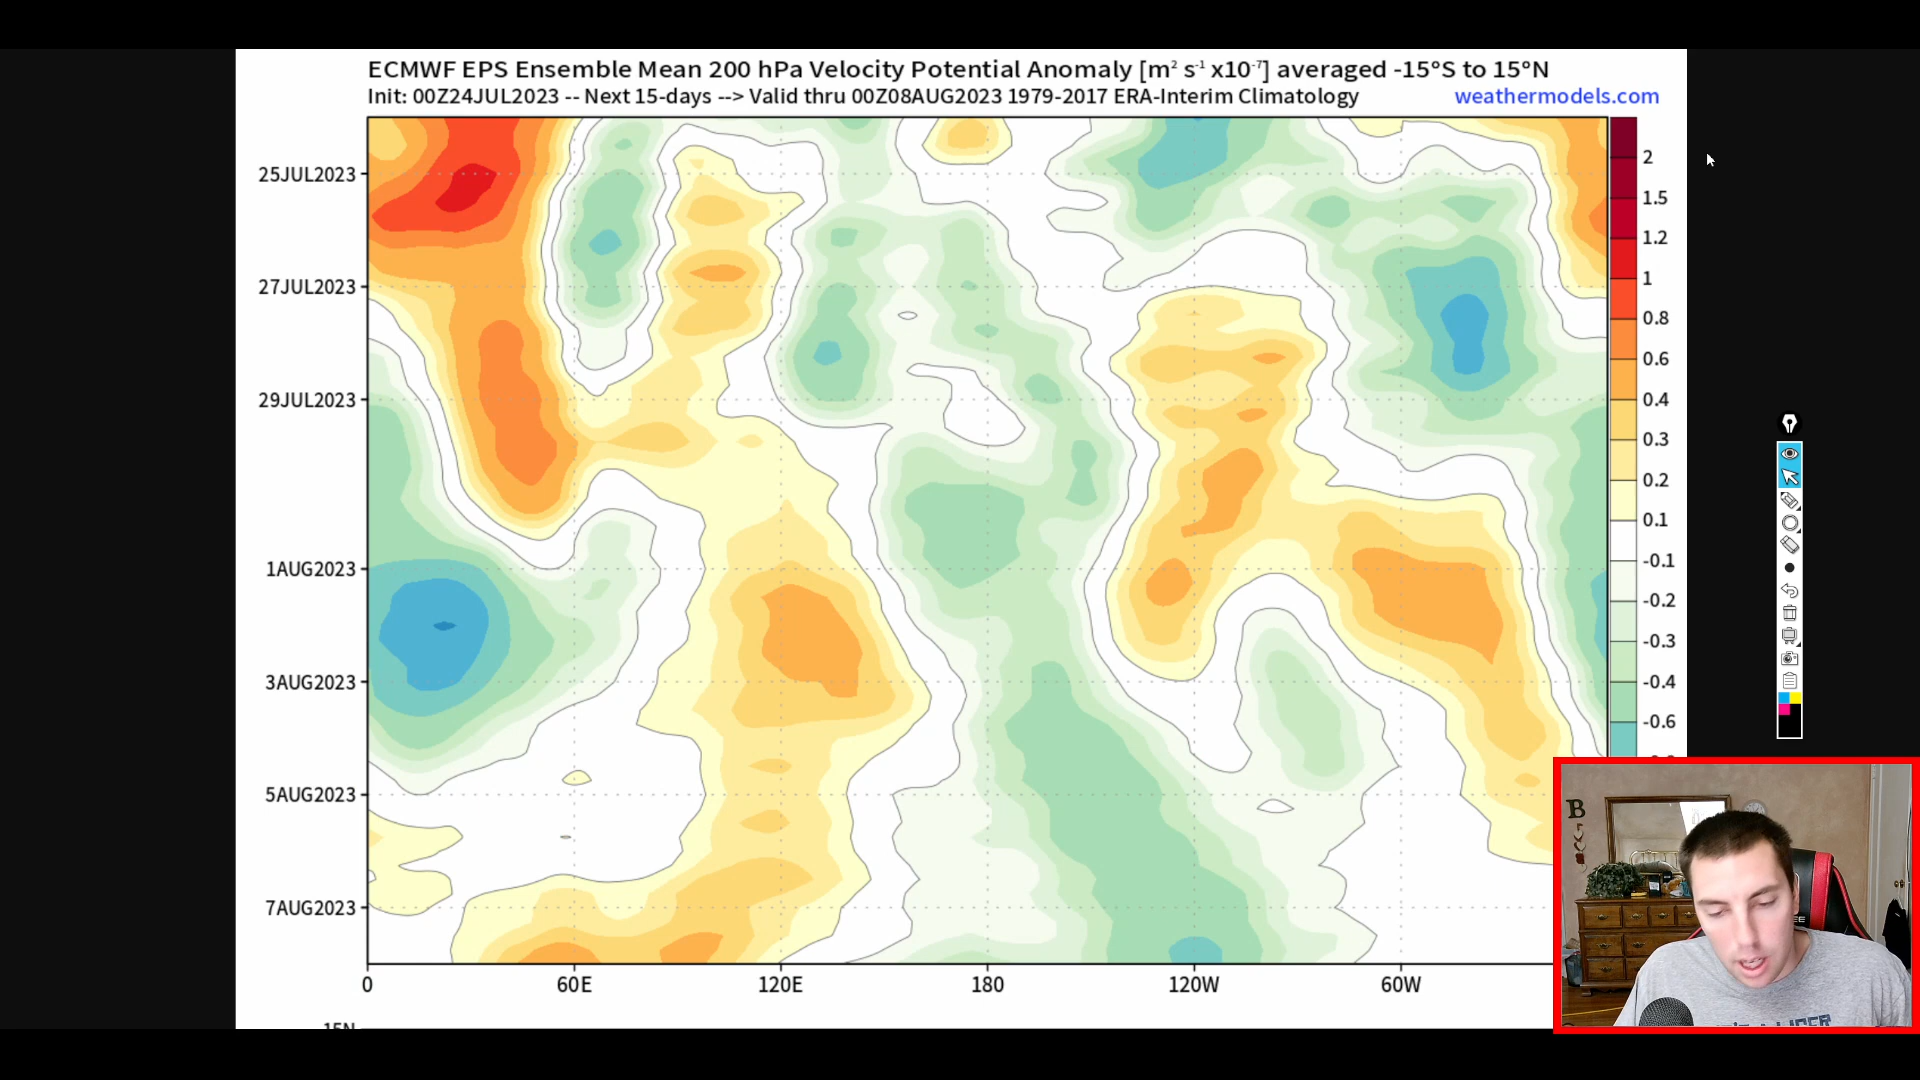 ECMWF EPS Ensemble Mean 200 hPa Velocity Potential Anomaly [m² s⁻¹ x10⁻⁷] averaged -15°S to 15°N
Init: 00Z24JUL2023 -- Next 15-days --> Valid thru 00Z08AUG2023 1979-2017 ERA-Interim Climatology
weathermodels.com
25JUL2023
27JUL2023
29JUL2023
1AUG2023
3AUG2023
5AUG2023
7AUG2023
0
60E
120E
180
120W
60W
2
1.5
1.2
1
0.8
0.6
0.4
0.3
0.2
0.1
-0.1
-0.2
-0.3
-0.4
-0.6
15N
B